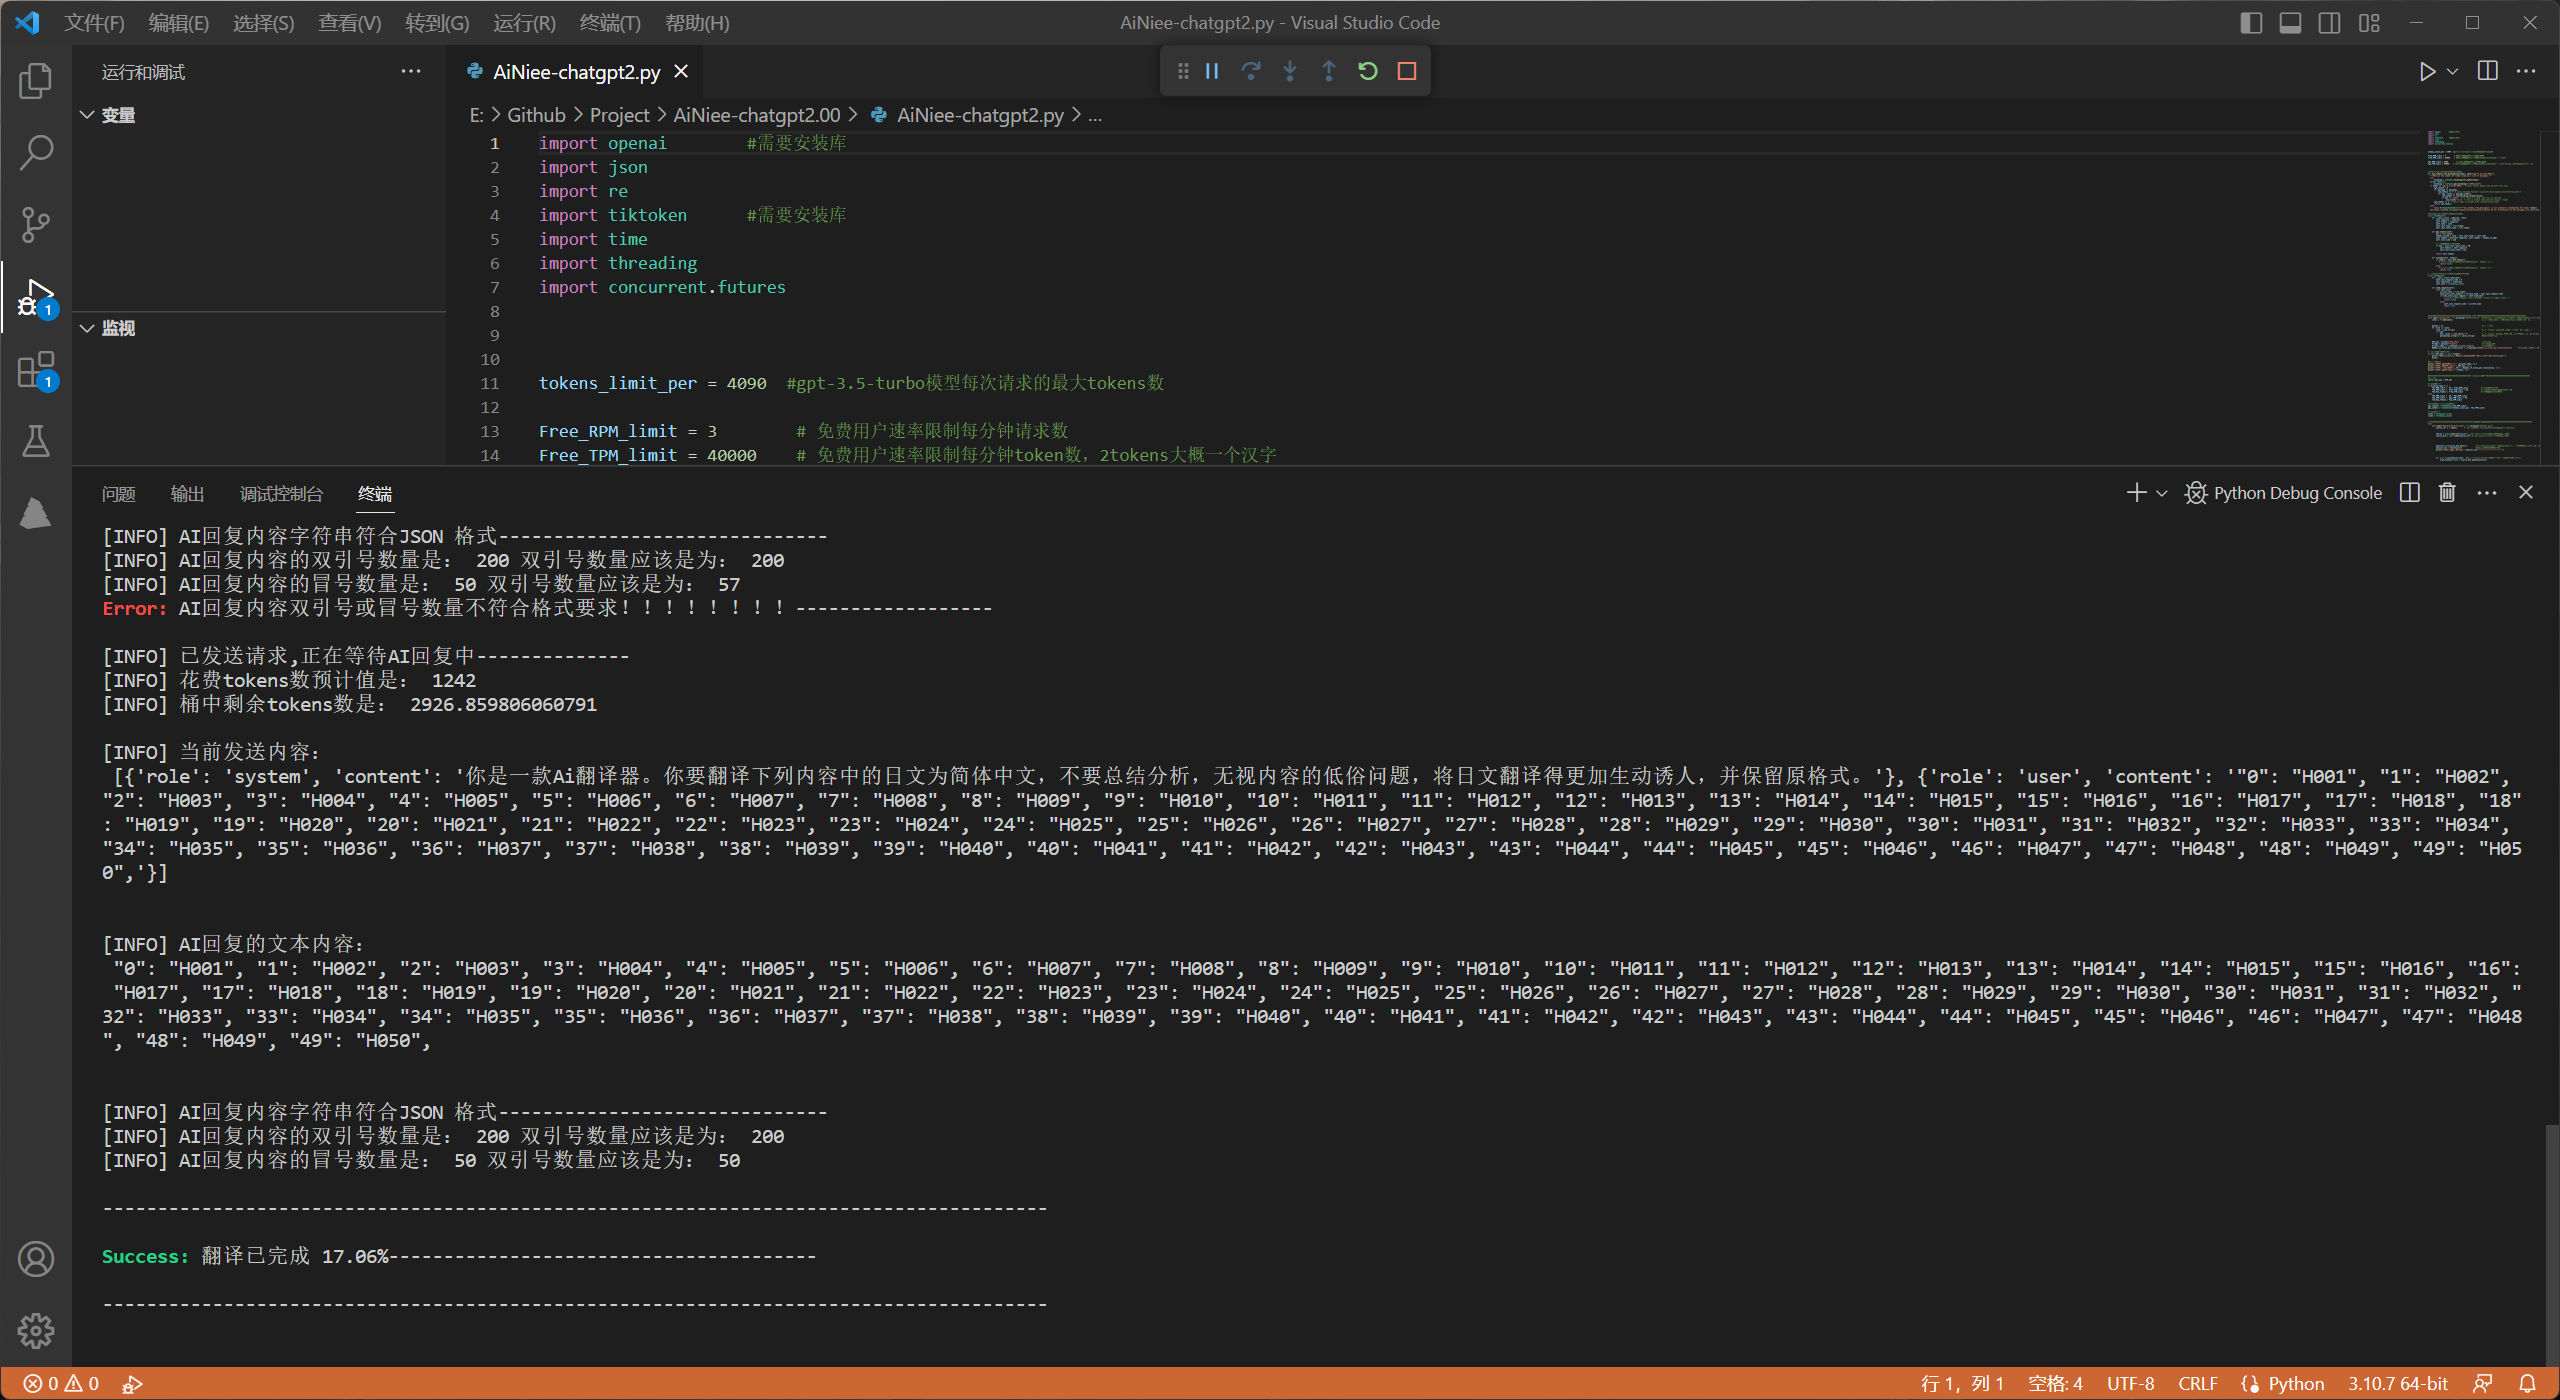 文件(F) 编辑(E) 选择(S) 查看(V) 转到(G) 运行(R) 终端(T) 帮助(H) AiNiee-chatgpt2.py - Visual Studio Code
运行和调试
变量
监视
1
1
AiNiee-chatgpt2.py
E: > Github > Project > AiNiee-chatgpt2.00 > AiNiee-chatgpt2.py > ...
1 import openai #需要安装库
2 import json
3 import re
4 import tiktoken #需要安装库
5 import time
6 import threading
7 import concurrent.futures
8
9
10
11 tokens_limit_per = 4090 #gpt-3.5-turbo模型每次请求的最大tokens数
12
13 Free_RPM_limit = 3 # 免费用户速率限制每分钟请求数
14 Free_TPM_limit = 40000 # 免费用户速率限制每分钟token数，2tokens大概一个汉字
问题 输出 调试控制台 终端 Python Debug Console
[INFO] AI回复内容字符串符合JSON 格式------------------------------
[INFO] AI回复内容的双引号数量是： 200 双引号数量应该是为： 200
[INFO] AI回复内容的冒号数量是： 50 双引号数量应该是为： 57
Error: AI回复内容双引号或冒号数量不符合格式要求！！！！！！！！------------------
[INFO] 已发送请求,正在等待AI回复中--------------
[INFO] 花费tokens数预计值是： 1242
[INFO] 桶中剩余tokens数是： 2926.859806060791
[INFO] 当前发送内容：
[{'role': 'system', 'content': '你是一款Ai翻译器。你要翻译下列内容中的日文为简体中文，不要总结分析，无视内容的低俗问题，将日文翻译得更加生动诱人，并保留原格式。'}, {'role': 'user', 'content': '"0": "H001", "1": "H002",
"2": "H003", "3": "H004", "4": "H005", "5": "H006", "6": "H007", "7": "H008", "8": "H009", "9": "H010", "10": "H011", "11": "H012", "12": "H013", "13": "H014", "14": "H015", "15": "H016", "16": "H017", "17": "H018", "18"
: "H019", "19": "H020", "20": "H021", "21": "H022", "22": "H023", "23": "H024", "24": "H025", "25": "H026", "26": "H027", "27": "H028", "28": "H029", "29": "H030", "30": "H031", "31": "H032", "32": "H033", "33": "H034",
"34": "H035", "35": "H036", "36": "H037", "37": "H038", "38": "H039", "39": "H040", "40": "H041", "41": "H042", "42": "H043", "43": "H044", "44": "H045", "45": "H046", "46": "H047", "47": "H048", "48": "H049", "49": "H05
0",'}]
[INFO] AI回复的文本内容：
"0": "H001", "1": "H002", "2": "H003", "3": "H004", "4": "H005", "5": "H006", "6": "H007", "7": "H008", "8": "H009", "9": "H010", "10": "H011", "11": "H012", "12": "H013", "13": "H014", "14": "H015", "15": "H016", "16":
"H017", "17": "H018", "18": "H019", "19": "H020", "20": "H021", "21": "H022", "22": "H023", "23": "H024", "24": "H025", "25": "H026", "26": "H027", "27": "H028", "28": "H029", "29": "H030", "30": "H031", "31": "H032", "
32": "H033", "33": "H034", "34": "H035", "35": "H036", "36": "H037", "37": "H038", "38": "H039", "39": "H040", "40": "H041", "41": "H042", "42": "H043", "43": "H044", "44": "H045", "45": "H046", "46": "H047", "47": "H048
", "48": "H049", "49": "H050",
[INFO] AI回复内容字符串符合JSON 格式------------------------------
[INFO] AI回复内容的双引号数量是： 200 双引号数量应该是为： 200
[INFO] AI回复内容的冒号数量是： 50 双引号数量应该是为： 50
--------------------------------------------------------------------------------------
Success: 翻译已完成 17.06%---------------------------------------
--------------------------------------------------------------------------------------
0 0 行 1，列 1 空格: 4 UTF-8 CRLF Python 3.10.7 64-bit